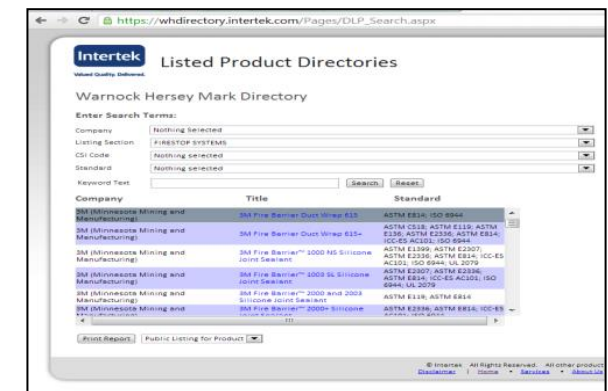 https://whdirectory.intertek.com/Pages/DLP_Search.aspx
Intertek
Valued Quality. Delivered.
Listed Product Directories
Warnock Hersey Mark Directory
Enter Search Terms:
Company Nothing Selected
Listing Section FIRESTOP SYSTEMS
CSI Code Nothing selected
Standard Nothing selected
Keyword Text Search Reset
Company Title Standard
3M (Minnesota Mining and Manufacturing) 3M Fire Barrier Duct Wrap 615 ASTM E814; ISO 6944
3M (Minnesota Mining and Manufacturing) 3M Fire Barrier Duct Wrap 615+ ASTM C518; ASTM E119; ASTM E136; ASTM E2336; ASTM E814; ICC-ES AC101; ISO 6944
3M (Minnesota Mining and Manufacturing) 3M Fire Barrier™ 1000 NS Silicone Joint Sealant ASTM E1399; ASTM E2307; ASTM E2336; ASTM E814; ICC-ES AC101; ISO 6944; UL 2079
3M (Minnesota Mining and Manufacturing) 3M Fire Barrier™ 1003 SL Silicone Joint Sealant ASTM E2307; ASTM E2336; ASTM E814; ICC-ES AC101; ISO 6944; UL 2079
3M (Minnesota Mining and Manufacturing) 3M Fire Barrier™ 2000 and 2003 Silicone Joint Sealant ASTM E119; ASTM E814
3M (Minnesota Mining and Manufacturing) 3M Fire Barrier™ 2000+ Silicone ASTM E2336; ASTM E814; ICC-ES
Print Report Public Listing for Product
© Intertek All Rights Reserved. All other product
Disclaimer | Home • Services • About Us